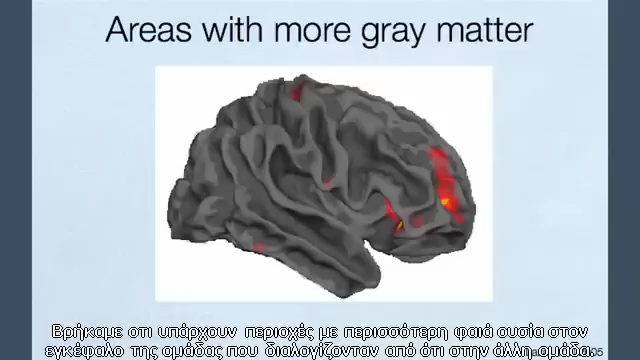 Areas with more gray matter
Βρήκαμε οτι υπάρχουν περιοχές με περισσότερη φαιά ουσία στον
εγκέφαλο της ομάδας που διαλογίζονταν από ότι στην άλλη ομάδα.